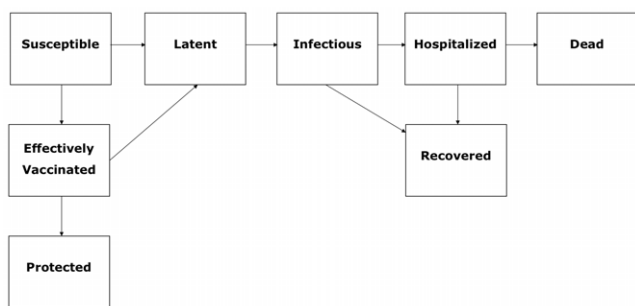 Susceptible
Latent
Infectious
Hospitalized
Dead
Effectively
Vaccinated
Recovered
Protected